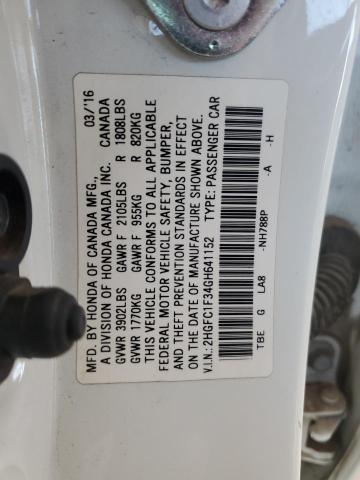 MFD. BY HONDA OF CANADA MFG., 03/'16
A DIVISION OF HONDA CANADA INC. CANADA
GVWR 3902LBS GAWR F 2105LBS R 1808LBS
GVWR 1770KG GAWR F 955KG R 820KG
THIS VEHICLE CONFORMS TO ALL APPLICABLE
FEDERAL MOTOR VEHICLE SAFETY, BUMPER,
AND THEFT PREVENTION STANDARDS IN EFFECT
ON THE DATE OF MANUFACTURE SHOWN ABOVE.
V.I.N.: 2HGFC1F34GH641152 TYPE: PASSENGER CAR
TBE G LA8 -NH788P -A -H